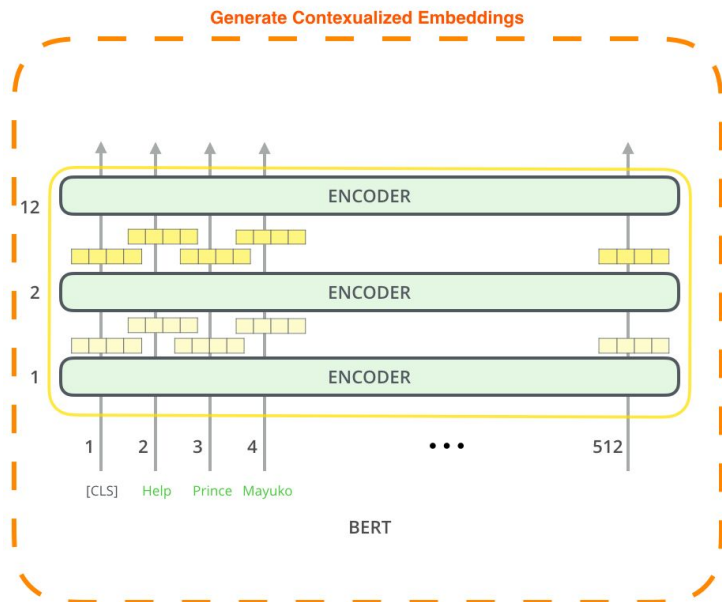 Generate Contexualized Embeddings
12 ENCODER
2 ENCODER
1 ENCODER
1 2 3 4 ••• 512
[CLS] Help Prince Mayuko
BERT